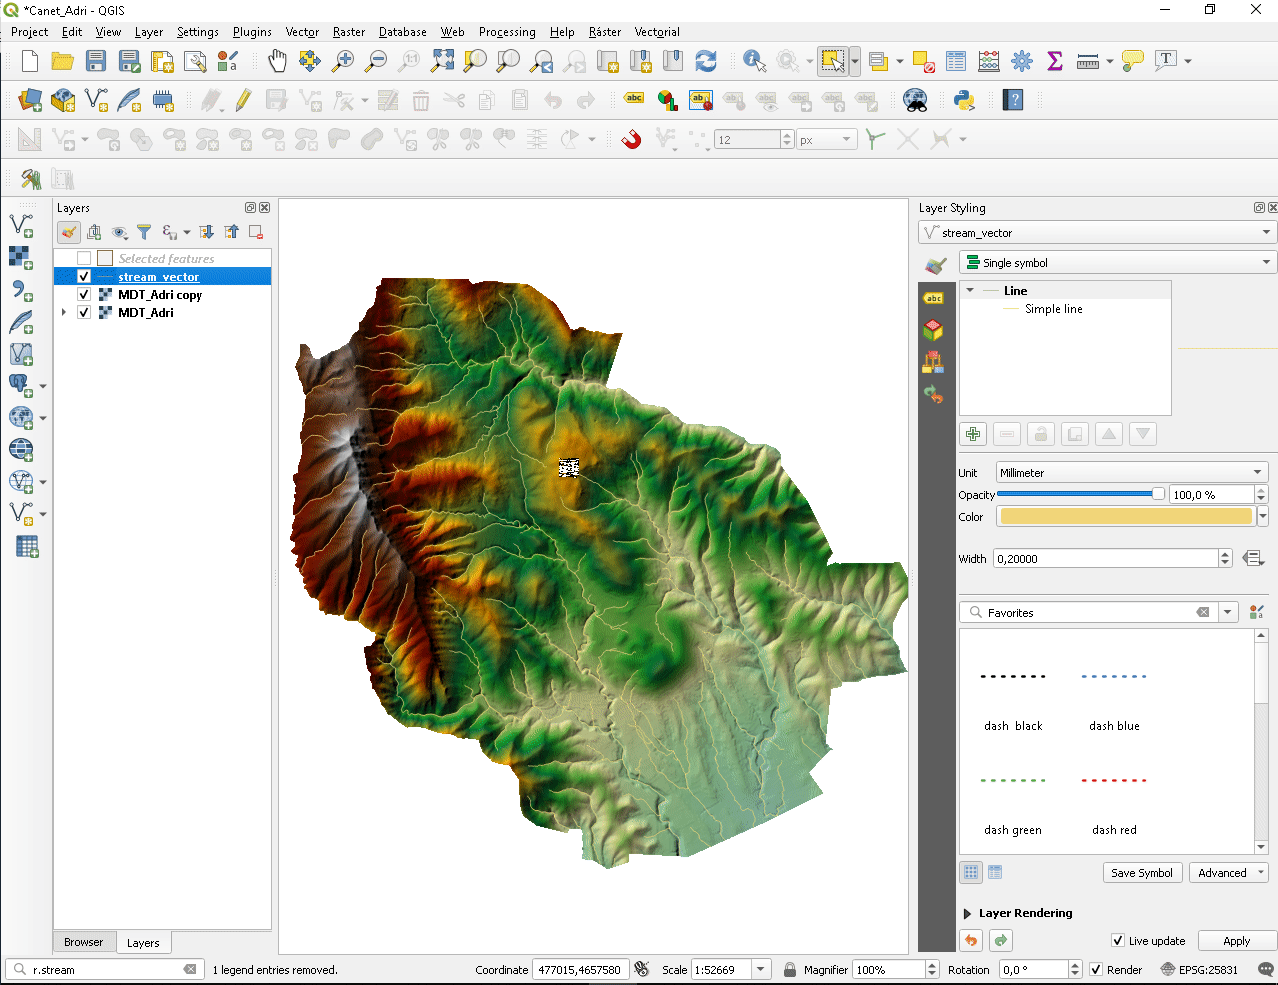 *Canet_Adri - QGIS
Project Edit View Layer Settings Plugins Vector Raster Database Web Processing Help Ráster Vectorial
12 px
Layers
Selected features
stream_vector
MDT_Adri copy
MDT_Adri
Browser Layers
Layer Styling
stream_vector
Single symbol
Line
Simple line
Unit Millimeter
Opacity 100,0 %
Color
Width 0,20000
Favorites
dash black dash blue
dash green dash red
Save Symbol Advanced
Layer Rendering
Live update Apply
r.stream 1 legend entries removed. Coordinate 477015,4657580 Scale 1:52669 Magnifier 100% Rotation 0,0 ° Render EPSG:25831